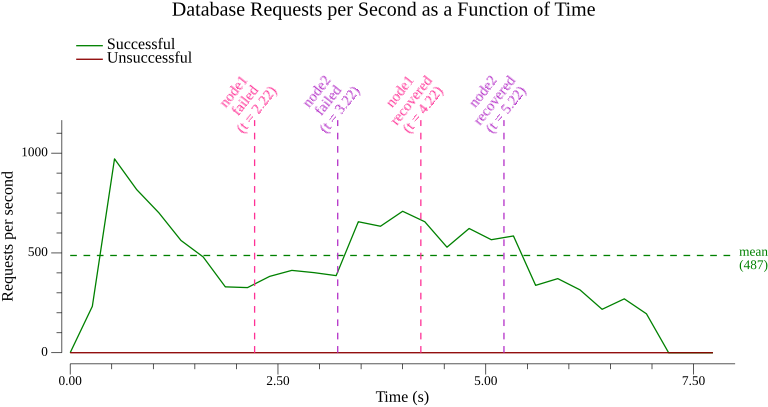 Database Requests per Second as a Function of Time
Successful
Unsuccessful
node1
failed
(t = 2.22)
node2
failed
(t = 3.22)
node1
recovered
(t = 4.22)
node2
recovered
(t = 5.22)
Requests per second
1000
500
0
mean
(487)
0.00
2.50
5.00
7.50
Time (s)